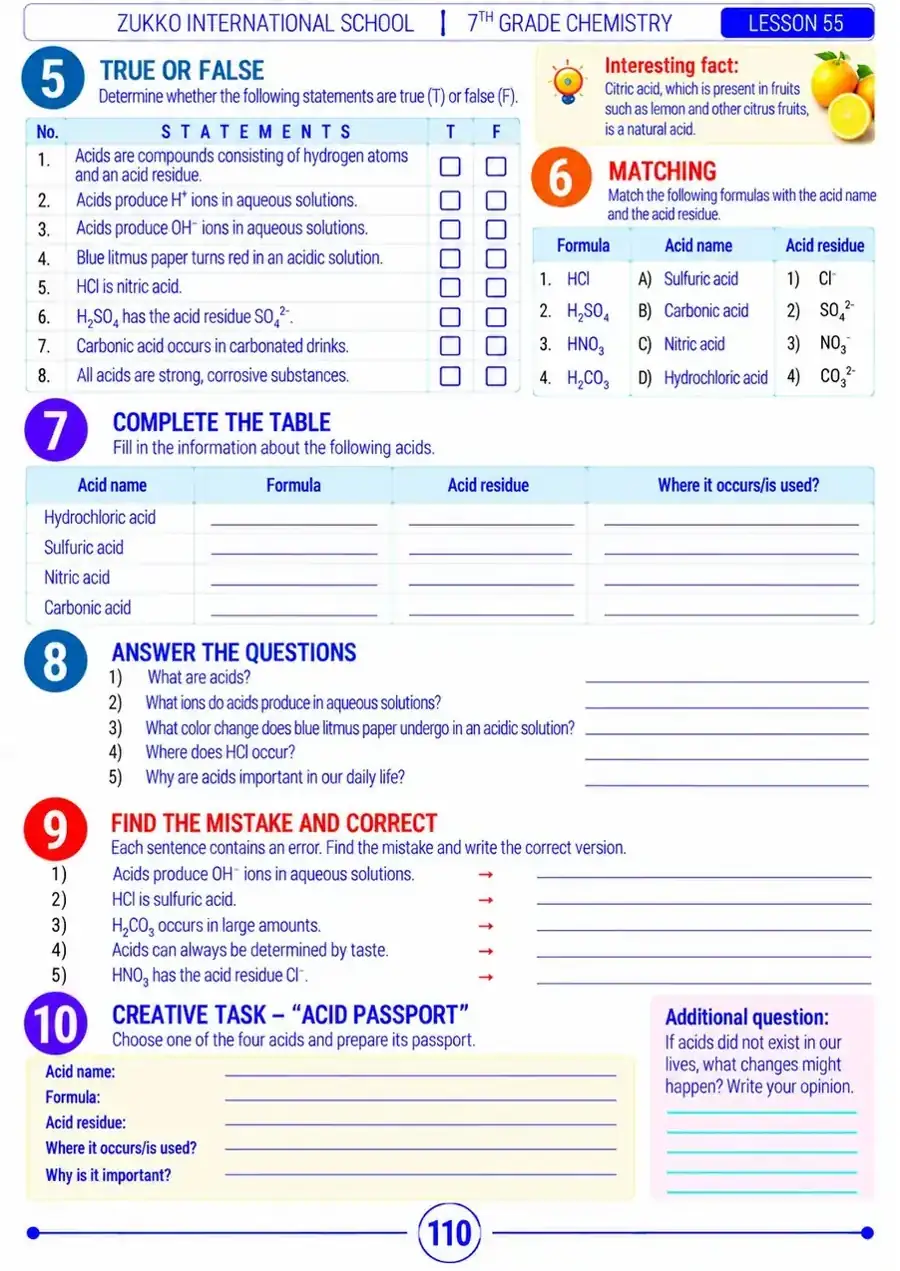 ZUKKO INTERNATIONAL SCHOOL | 7TH GRADE CHEMISTRY LESSON 55
5 TRUE OR FALSE
Determine whether the following statements are true (T) or false (F).
No. STATEMENTS T F
1. Acids are compounds consisting of hydrogen atoms
and an acid residue.
2. Acids produce H⁺ ions in aqueous solutions.
3. Acids produce OH⁻ ions in aqueous solutions.
4. Blue litmus paper turns red in an acidic solution.
5. HCl is nitric acid.
6. H₂SO₄ has the acid residue SO₄²⁻.
7. Carbonic acid occurs in carbonated drinks.
8. All acids are strong, corrosive substances.
Interesting fact:
Citric acid, which is present in fruits
such as lemon and other citrus fruits,
is a natural acid.
6 MATCHING
Match the following formulas with the acid name
and the acid residue.
Formula Acid name Acid residue
1. HCl A) Sulfuric acid 1) Cl⁻
2. H₂SO₄ B) Carbonic acid 2) SO₄²⁻
3. HNO₃ C) Nitric acid 3) NO₃⁻
4. H₂CO₃ D) Hydrochloric acid 4) CO₃²⁻
7 COMPLETE THE TABLE
Fill in the information about the following acids.
Acid name Formula Acid residue Where it occurs/is used?
Hydrochloric acid
Sulfuric acid
Nitric acid
Carbonic acid
8 ANSWER THE QUESTIONS
1) What are acids?
2) What ions do acids produce in aqueous solutions?
3) What color change does blue litmus paper undergo in an acidic solution?
4) Where does HCl occur?
5) Why are acids important in our daily life?
9 FIND THE MISTAKE AND CORRECT
Each sentence contains an error. Find the mistake and write the correct version.
1) Acids produce OH⁻ ions in aqueous solutions. →
2) HCl is sulfuric acid. →
3) H₂CO₃ occurs in large amounts. →
4) Acids can always be determined by taste. →
5) HNO₃ has the acid residue Cl⁻. →
10 CREATIVE TASK – “ACID PASSPORT”
Choose one of the four acids and prepare its passport.
Acid name:
Formula:
Acid residue:
Where it occurs/is used?
Why is it important?
Additional question:
If acids did not exist in our
lives, what changes might
happen? Write your opinion.
110